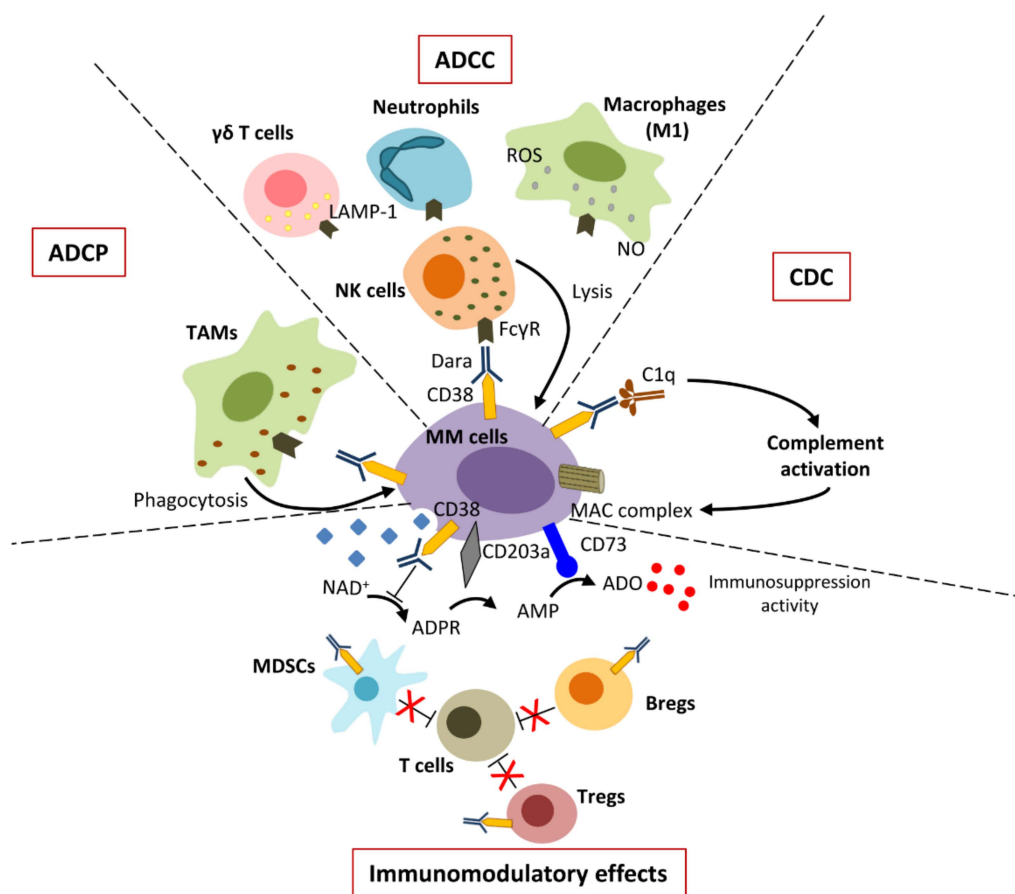 ADCC
Neutrophils
Macrophages
(M1)
γδ T cells
ROS
LAMP-1
NO
ADCP
CDC
NK cells
Lysis
FcγR
TAMs
Dara
CD38
C1q
MM cells
Complement
activation
Phagocytosis
CD38
MAC complex
CD203a
CD73
NAD⁺
ADPR
AMP
ADO
Immunosuppression
activity
MDSCs
Bregs
T cells
Tregs
Immunomodulatory effects